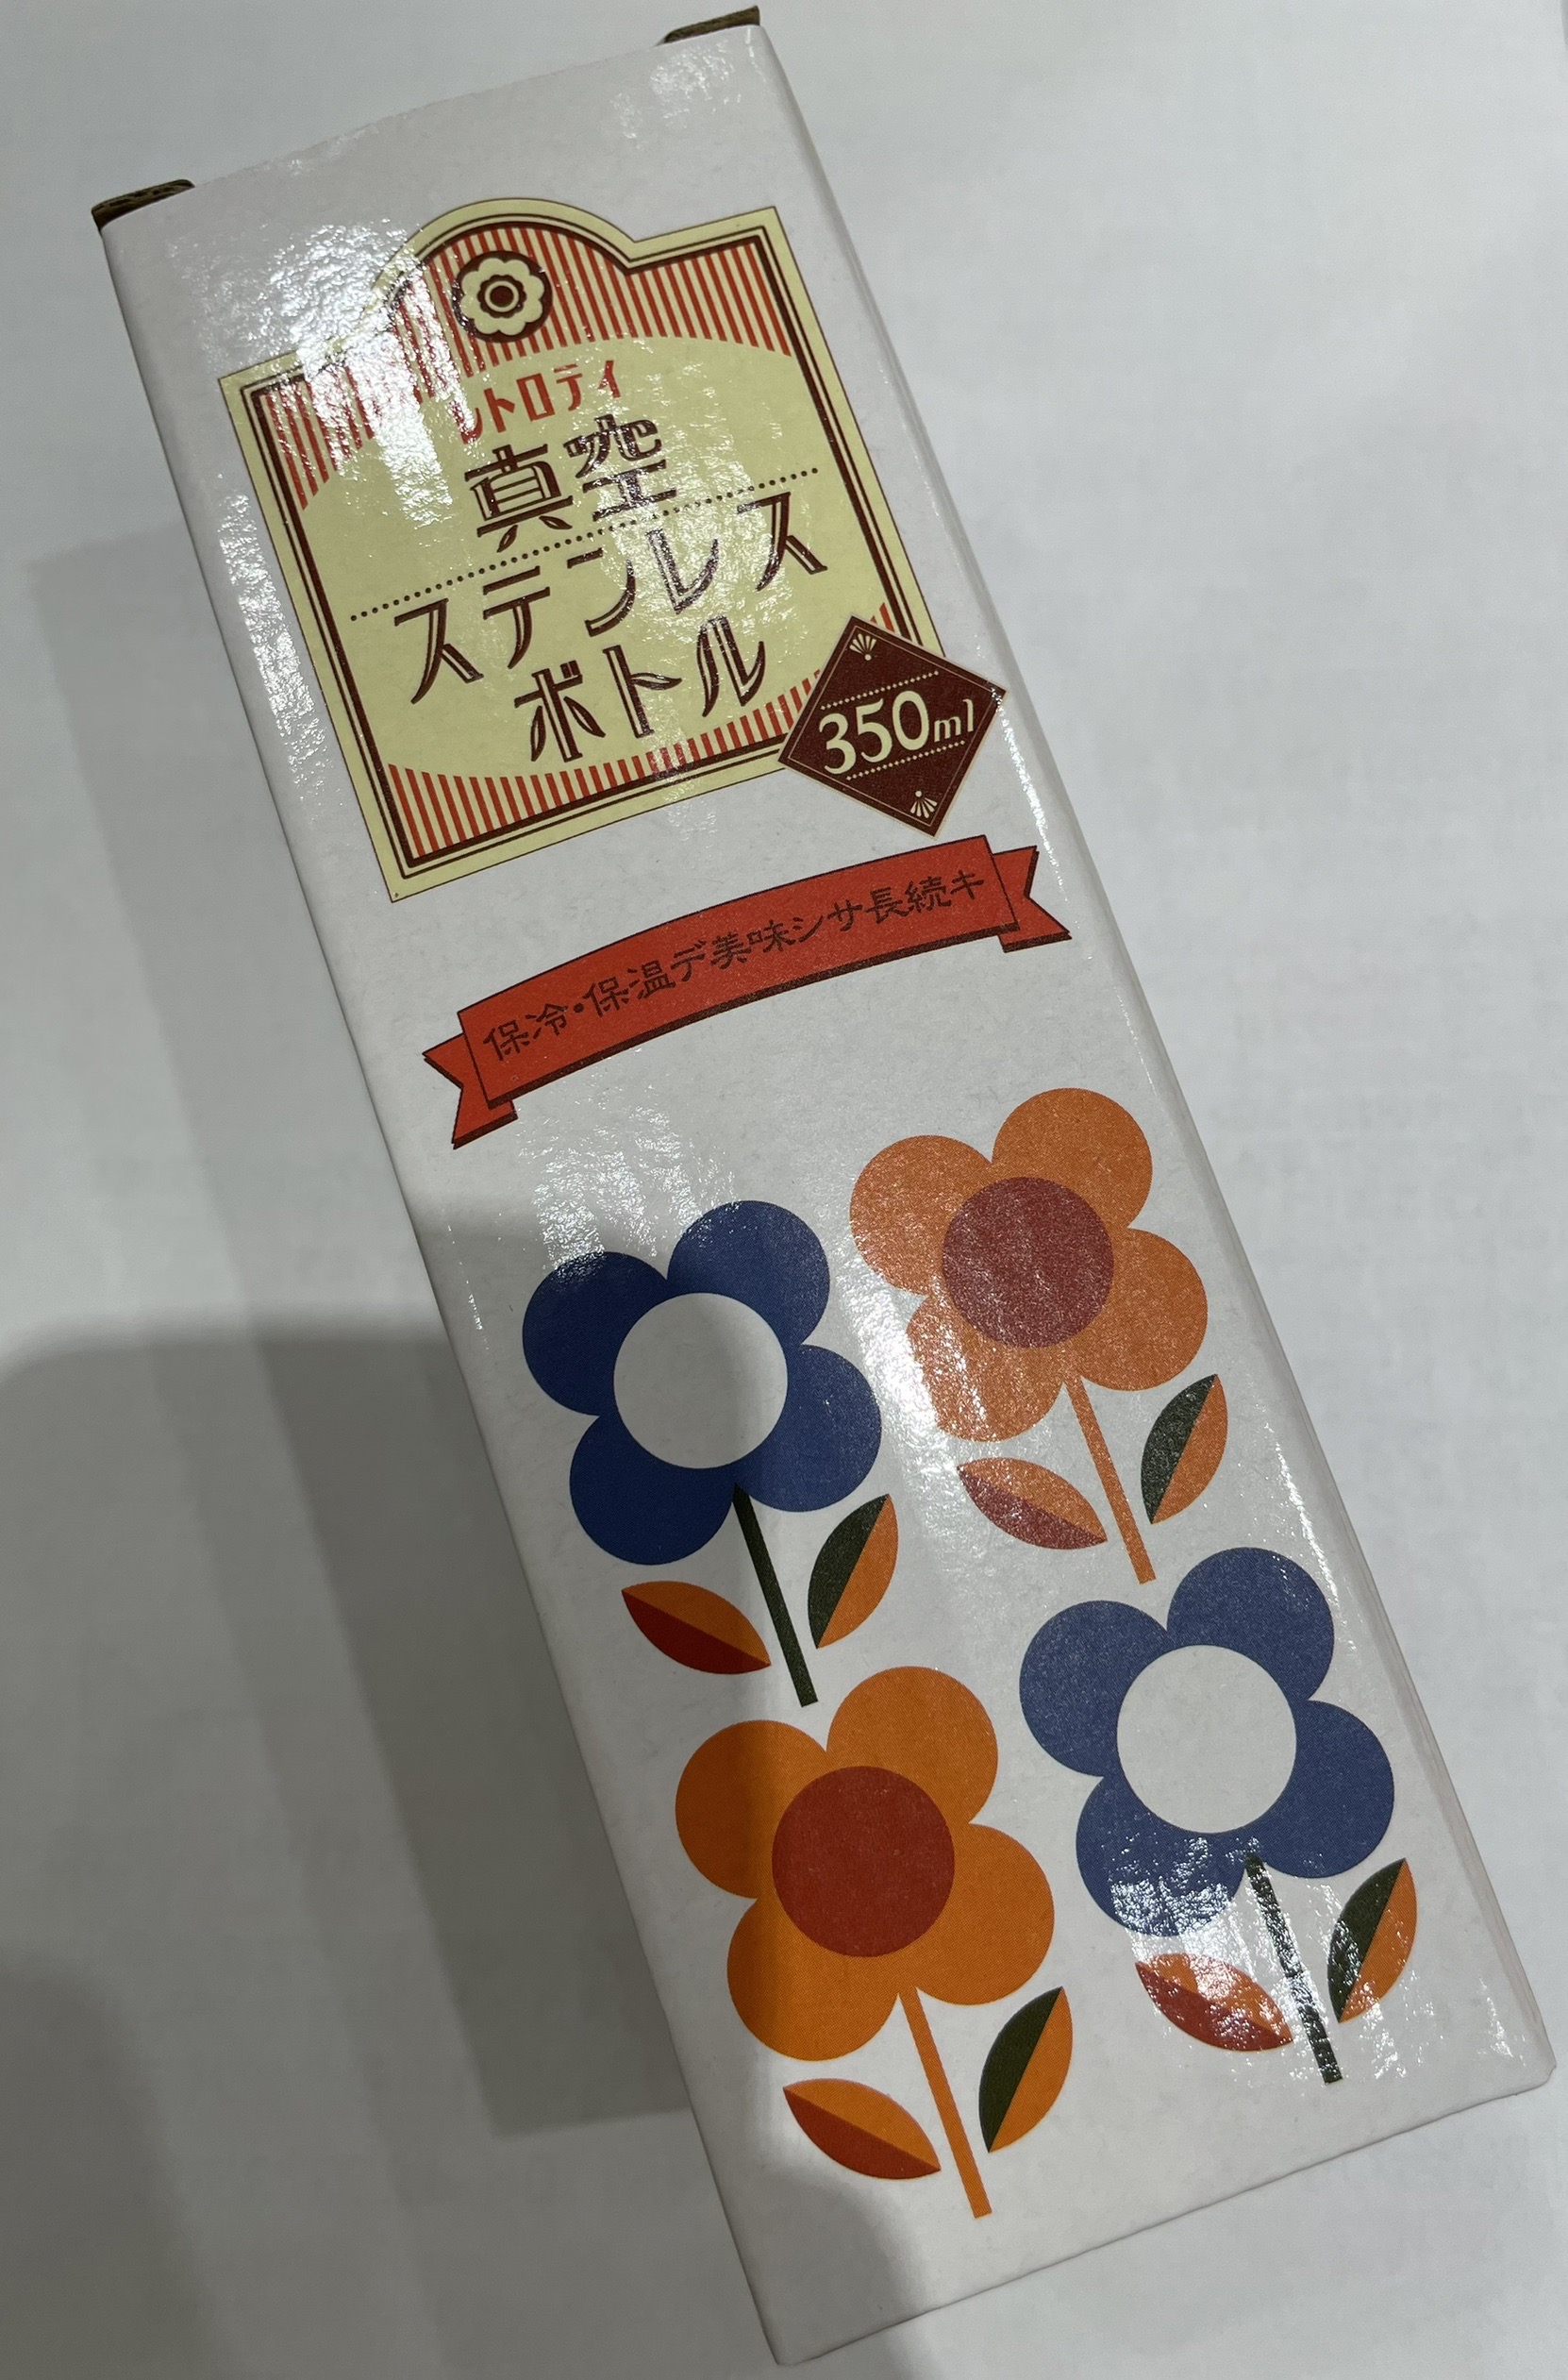 レトロティ
真空
ステンレス
ボトル
350ml
保冷・保温デ美味シサ長続キ